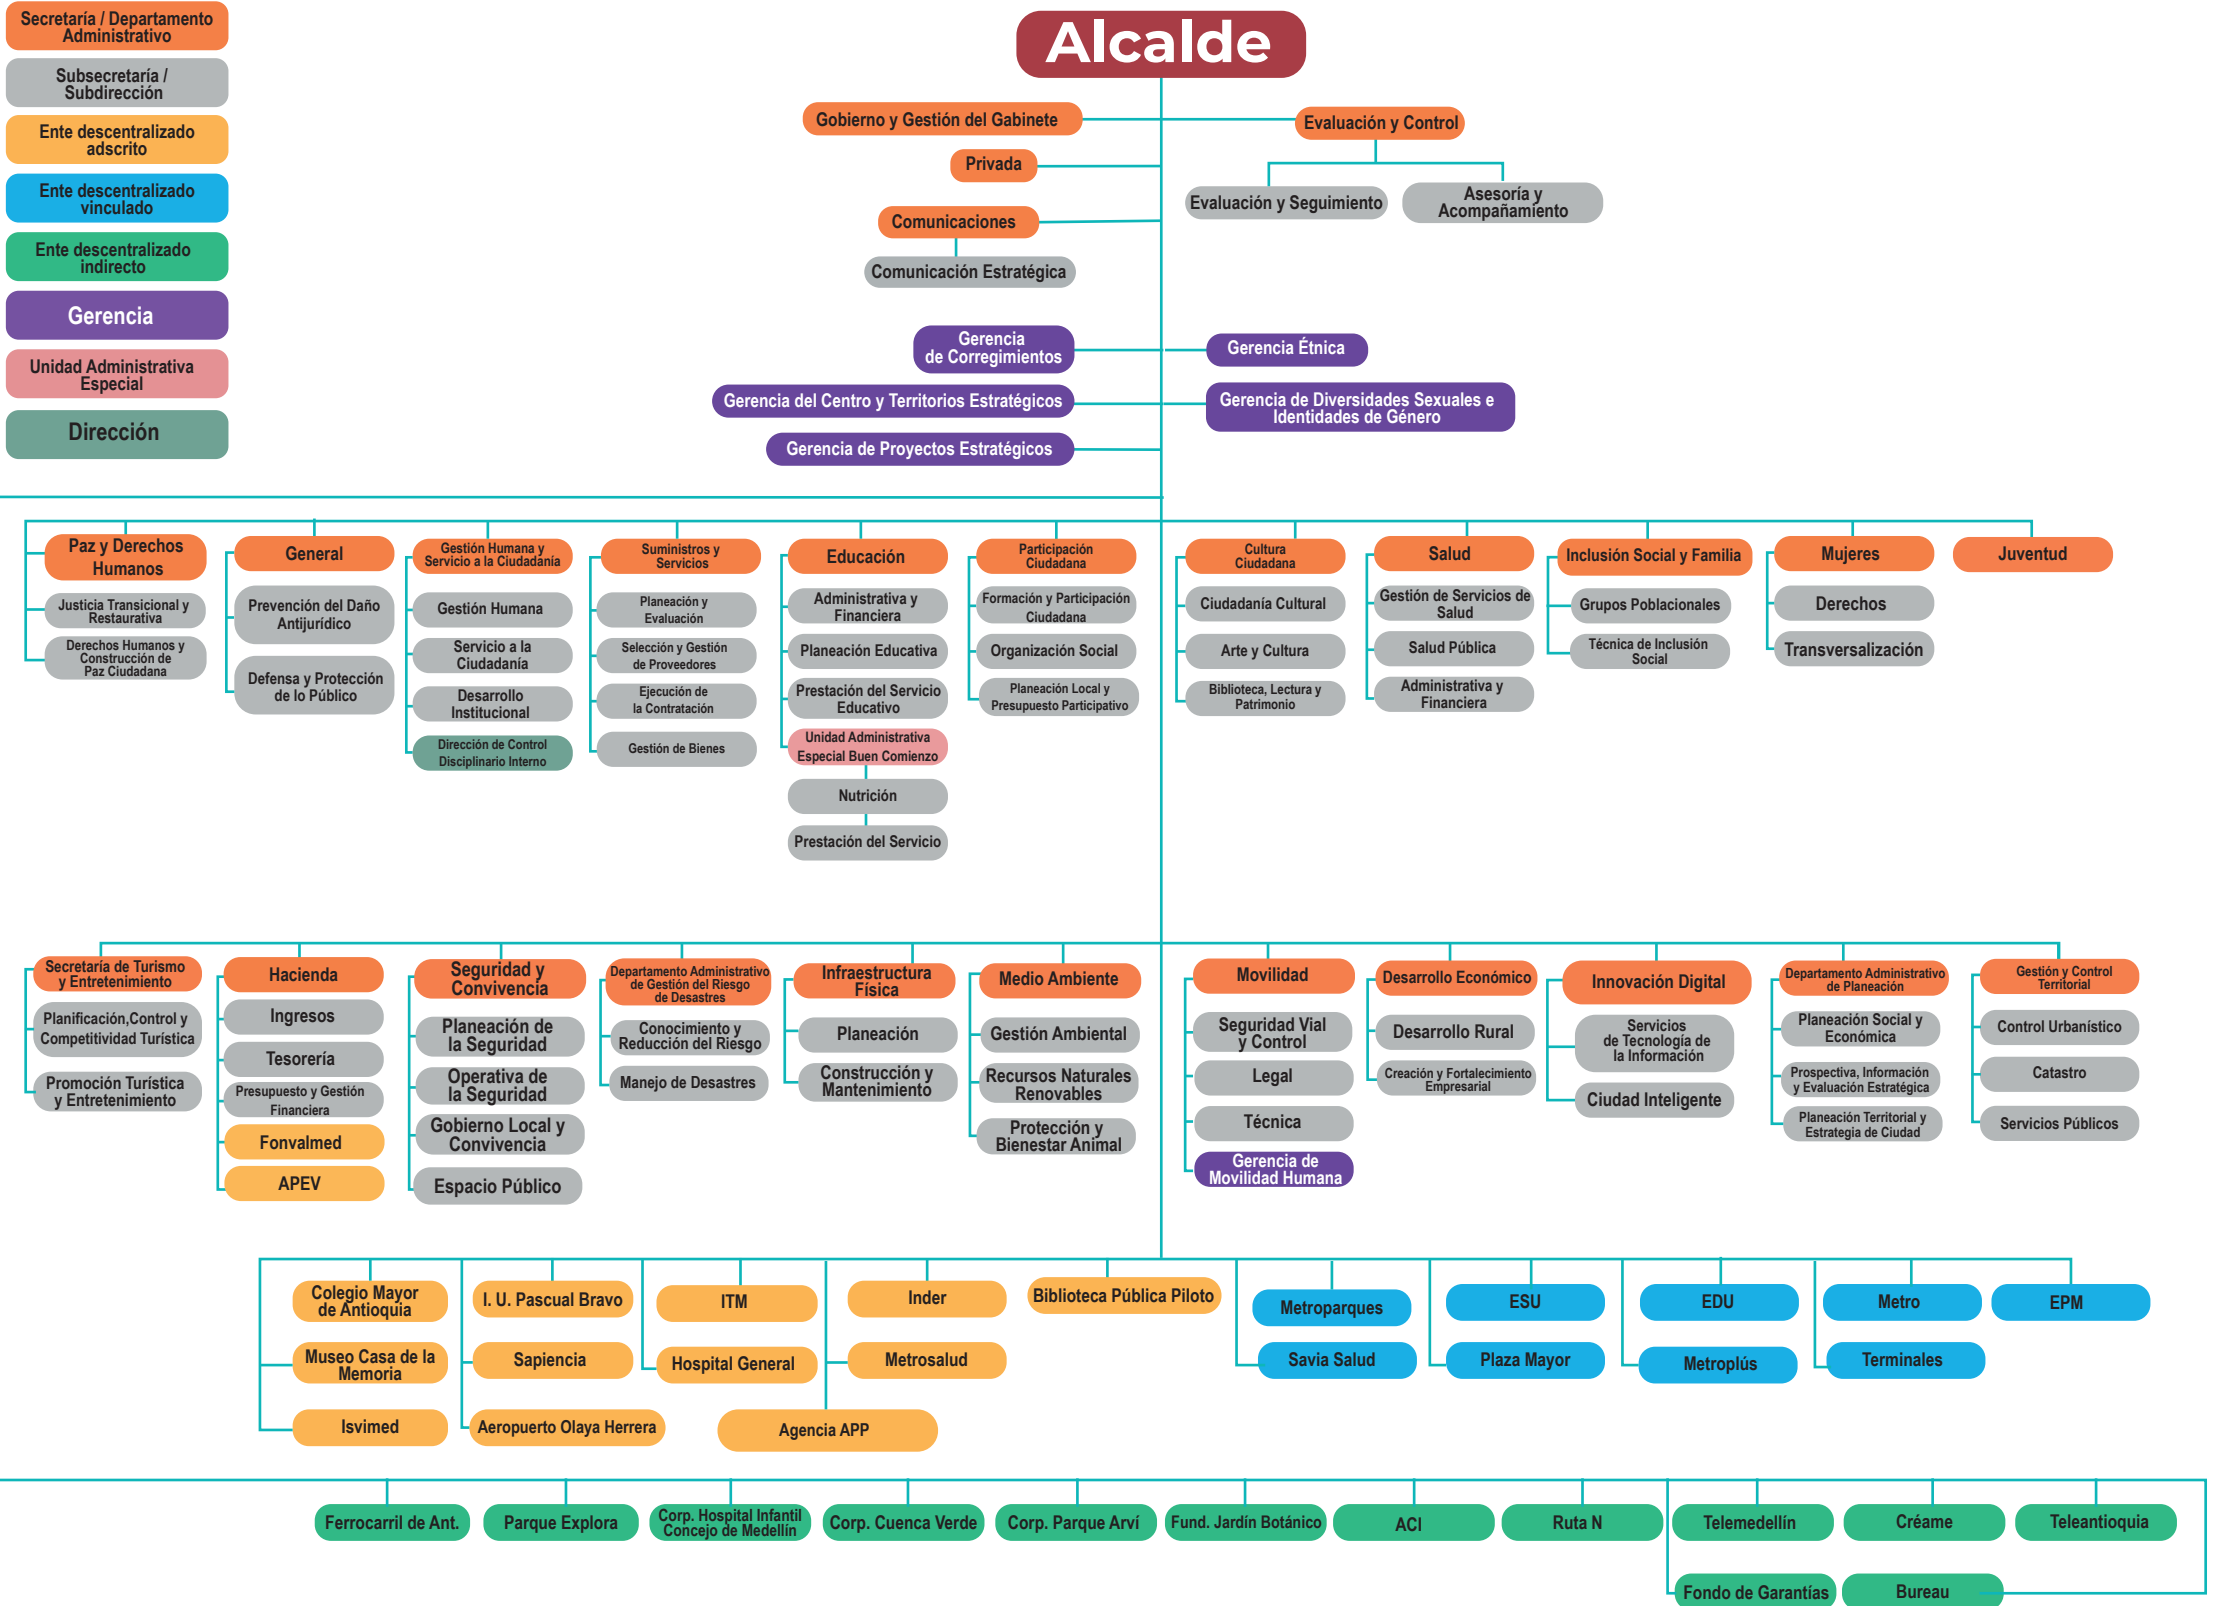 Secretaría / Departamento
Administrativo
Subsecretaría /
Subdirección
Ente descentralizado
adscrito
Ente descentralizado
vinculado
Ente descentralizado
indirecto
Gerencia
Unidad Administrativa
Especial
Dirección
Alcalde
Gobierno y Gestión del Gabinete
Evaluación y Control
Privada
Evaluación y Seguimiento
Asesoría y
Acompañamiento
Comunicaciones
Comunicación Estratégica
Gerencia
de Corregimientos
Gerencia Étnica
Gerencia del Centro y Territorios Estratégicos
Gerencia de Diversidades Sexuales e
Identidades de Género
Gerencia de Proyectos Estratégicos
Paz y Derechos
Humanos
Justicia Transicional y
Restaurativa
Derechos Humanos y
Construcción de
Paz Ciudadana
General
Prevención del Daño
Antijurídico
Defensa y Protección
de lo Público
Gestión Humana y
Servicio a la Ciudadanía
Gestión Humana
Servicio a la
Ciudadanía
Desarrollo
Institucional
Dirección de Control
Disciplinario Interno
Suministros y
Servicios
Planeación y
Evaluación
Selección y Gestión
de Proveedores
Ejecución de
la Contratación
Gestión de Bienes
Educación
Administrativa y
Financiera
Planeación Educativa
Prestación del Servicio
Educativo
Unidad Administrativa
Especial Buen Comienzo
Nutrición
Prestación del Servicio
Participación
Ciudadana
Formación y Participación
Ciudadana
Organización Social
Planeación Local y
Presupuesto Participativo
Cultura
Ciudadana
Ciudadanía Cultural
Arte y Cultura
Biblioteca, Lectura y
Patrimonio
Salud
Gestión de Servicios de
Salud
Salud Pública
Administrativa y
Financiera
Inclusión Social y Familia
Grupos Poblacionales
Técnica de Inclusión
Social
Mujeres
Derechos
Transversalización
Juventud
Secretaría de Turismo
y Entretenimiento
Planificación,Control y
Competitividad Turística
Promoción Turística
y Entretenimiento
Hacienda
Ingresos
Tesorería
Presupuesto y Gestión
Financiera
Fonvalmed
APEV
Seguridad y
Convivencia
Planeación de
la Seguridad
Operativa de
la Seguridad
Gobierno Local y
Convivencia
Espacio Público
Departamento Administrativo
de Gestión del Riesgo
de Desastres
Conocimiento y
Reducción del Riesgo
Manejo de Desastres
Infraestructura
Física
Planeación
Construcción y
Mantenimiento
Medio Ambiente
Gestión Ambiental
Recursos Naturales
Renovables
Protección y
Bienestar Animal
Movilidad
Seguridad Vial
y Control
Legal
Técnica
Gerencia de
Movilidad Humana
Desarrollo Económico
Desarrollo Rural
Creación y Fortalecimiento
Empresarial
Innovación Digital
Servicios
de Tecnología de
la Información
Ciudad Inteligente
Departamento Administrativo
de Planeación
Planeación Social y
Económica
Prospectiva, Información
y Evaluación Estratégica
Planeación Territorial y
Estrategia de Ciudad
Gestión y Control
Territorial
Control Urbanístico
Catastro
Servicios Públicos
Colegio Mayor
de Antioquia
I. U. Pascual Bravo
ITM
Inder
Biblioteca Pública Piloto
Metroparques
ESU
EDU
Metro
EPM
Museo Casa de la
Memoria
Sapiencia
Hospital General
Metrosalud
Savia Salud
Plaza Mayor
Metroplús
Terminales
Isvimed
Aeropuerto Olaya Herrera
Agencia APP
Ferrocarril de Ant.
Parque Explora
Corp. Hospital Infantil
Concejo de Medellín
Corp. Cuenca Verde
Corp. Parque Arví
Fund. Jardín Botánico
ACI
Ruta N
Telemedellín
Créame
Teleantioquia
Fondo de Garantías
Bureau